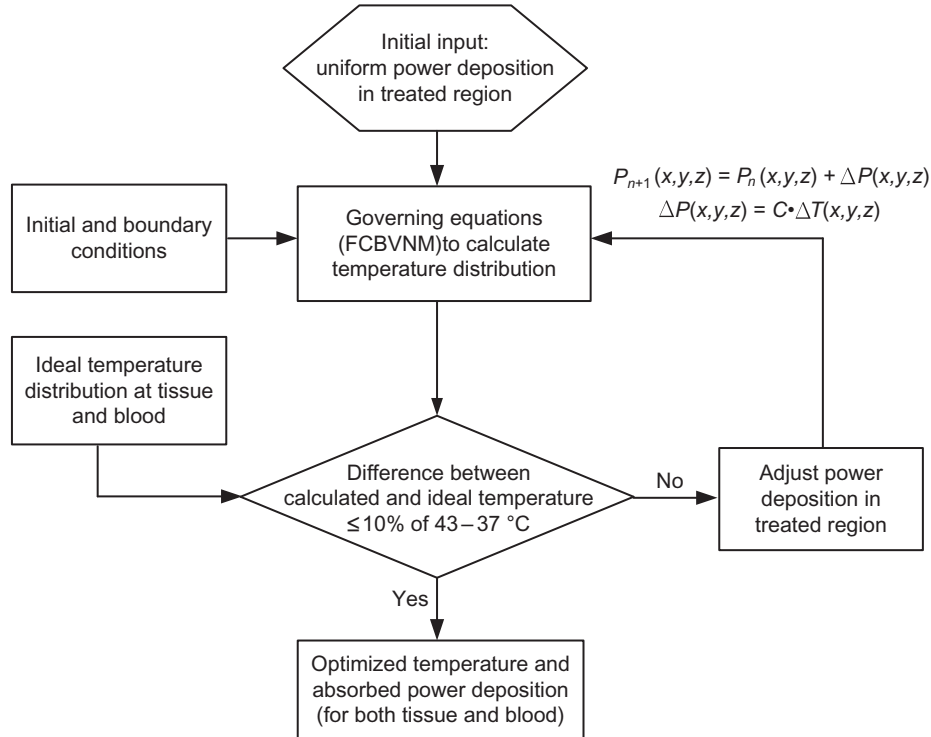 Initial input:
uniform power deposition
in treated region
P_{n+1}(x,y,z) = P_n(x,y,z) + ΔP(x,y,z)
ΔP(x,y,z) = C•ΔT(x,y,z)
Initial and boundary
conditions
Governing equations
(FCBVNM)to calculate
temperature distribution
Ideal temperature
distribution at tissue
and blood
Difference between
calculated and ideal temperature
≤10% of 43–37 °C
No
Adjust power
deposition in
treated region
Yes
Optimized temperature and
absorbed power deposition
(for both tissue and blood)